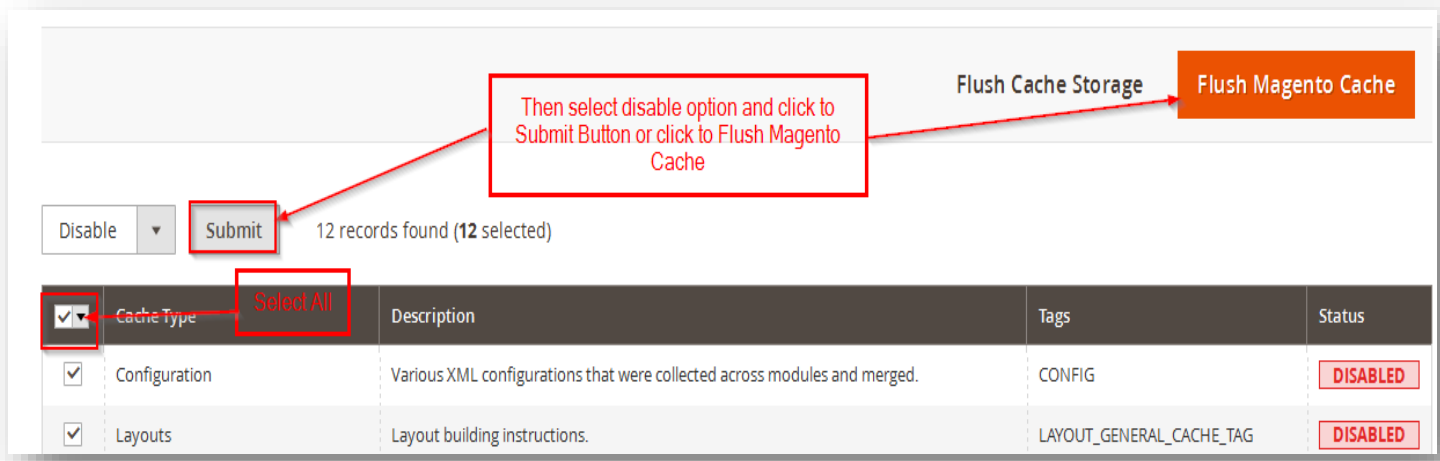 Flush Cache Storage
Flush Magento Cache
Then select disable option and click to
Submit Button or click to Flush Magento
Cache
Disable
Submit
12 records found (12 selected)
Select All
Cache Type
Description
Tags
Status
Configuration
Various XML configurations that were collected across modules and merged.
CONFIG
DISABLED
Layouts
Layout building instructions.
LAYOUT_GENERAL_CACHE_TAG
DISABLED